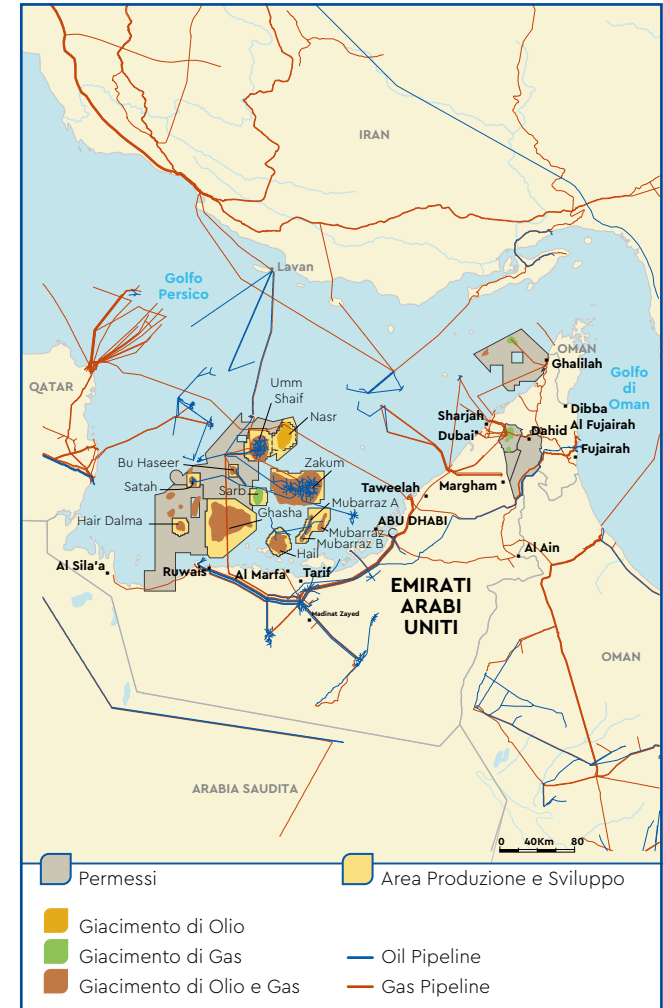 IRAN
Lavan
Golfo
Persico
OMAN
Ghalilah
Golfo
di
Oman
QATAR
Umm
Shaif
Nasr
Sharjah
Dubai
Dibba
Al Fujairah
Dahid
Fujairah
Bu Haseer
Zakum
Satah
Sarb
Taweelah
Margham
Mubarraz A
Ghasha
ABU DHABI
Hair Dalma
Mubarraz C
Mubarraz B
Hail
Al Ain
Al Sila'a
Ruwais
Al Marfa
Tarif
EMIRATI
ARABI
UNITI
Madinat Zayed
OMAN
ARABIA SAUDITA
0 40Km 80
Permessi
Area Produzione e Sviluppo
Giacimento di Olio
Giacimento di Gas
Oil Pipeline
Giacimento di Olio e Gas
Gas Pipeline